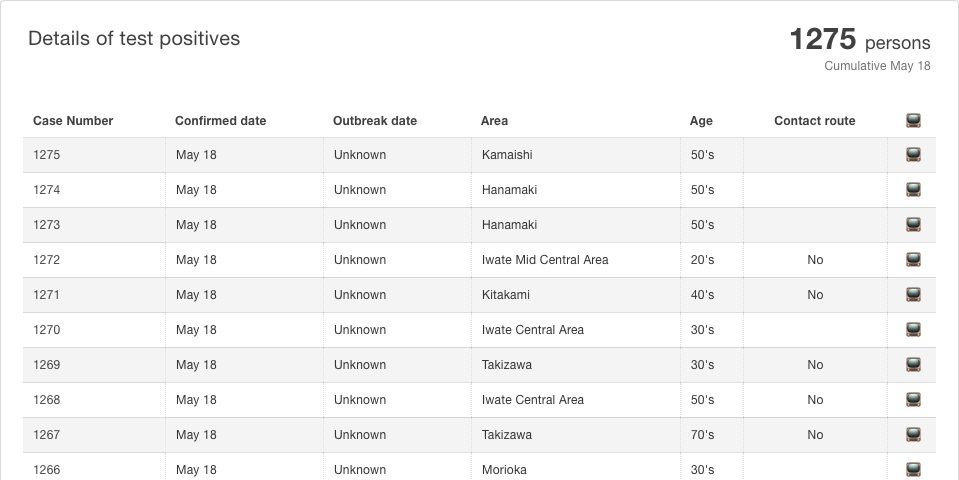 Details of test positives
1275 persons
Cumulative May 18
Case Number Confirmed date Outbreak date Area Age Contact route
1275 May 18 Unknown Kamaishi 50's
1274 May 18 Unknown Hanamaki 50's
1273 May 18 Unknown Hanamaki 50's
1272 May 18 Unknown Iwate Mid Central Area 20's No
1271 May 18 Unknown Kitakami 40's No
1270 May 18 Unknown Iwate Central Area 30's
1269 May 18 Unknown Takizawa 30's No
1268 May 18 Unknown Iwate Central Area 50's No
1267 May 18 Unknown Takizawa 70's No
1266 May 18 Unknown Morioka 30's